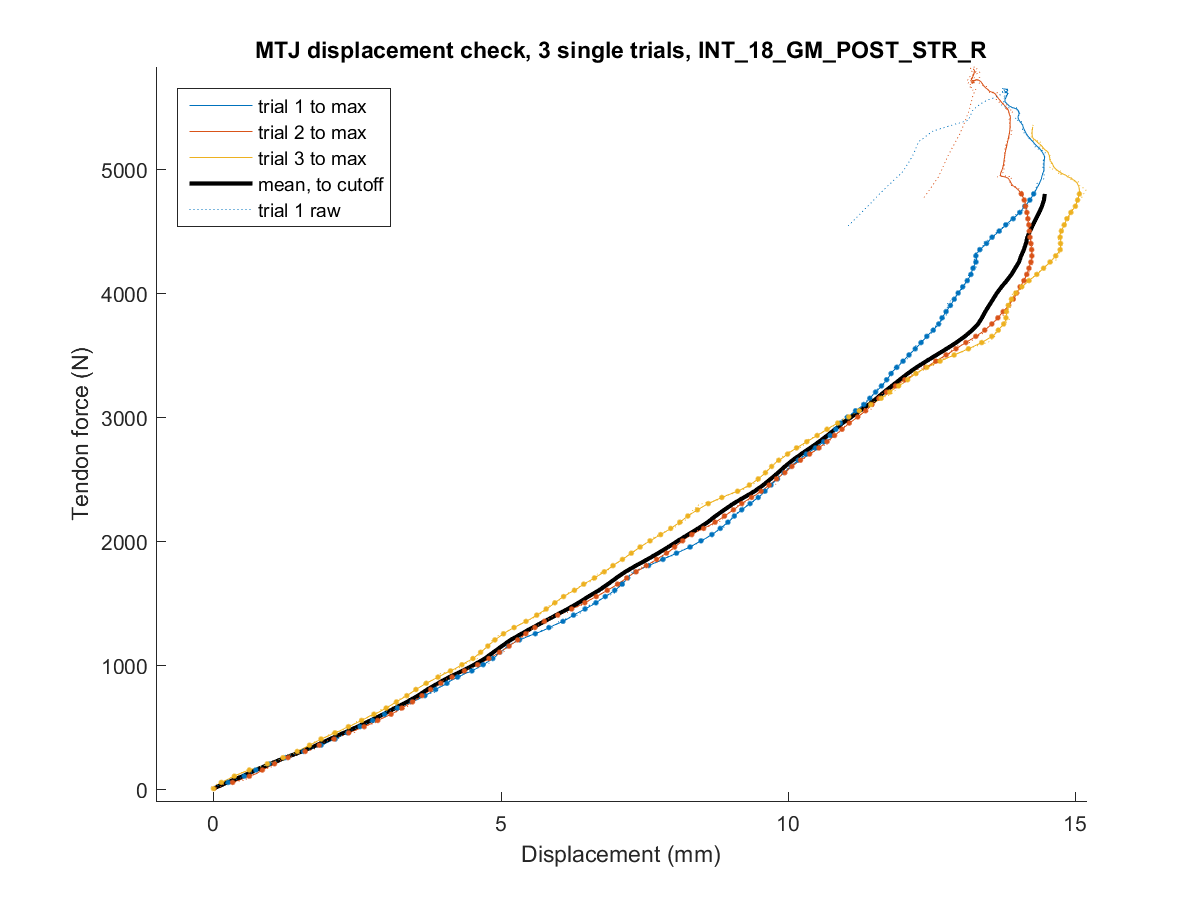 MTJ displacement check, 3 single trials, INT_18_GM_POST_STR_R
trial 1 to max
trial 2 to max
trial 3 to max
mean, to cutoff
trial 1 raw
Tendon force (N)
5000
4000
3000
2000
1000
0
0 5 10 15
Displacement (mm)